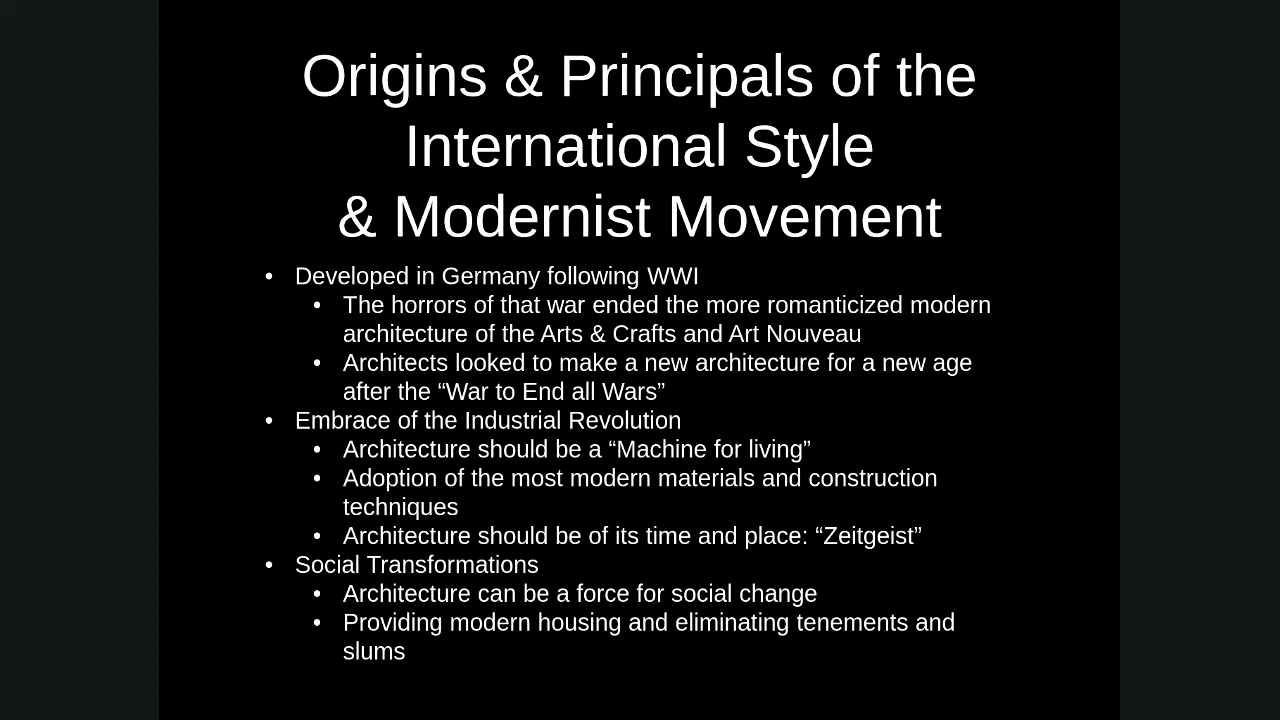 Origins & Principals of the
International Style
& Modernist Movement
• Developed in Germany following WWI
• The horrors of that war ended the more romanticized modern
architecture of the Arts & Crafts and Art Nouveau
• Architects looked to make a new architecture for a new age
after the “War to End all Wars”
• Embrace of the Industrial Revolution
• Architecture should be a “Machine for living”
• Adoption of the most modern materials and construction
techniques
• Architecture should be of its time and place: “Zeitgeist”
• Social Transformations
• Architecture can be a force for social change
• Providing modern housing and eliminating tenements and
slums